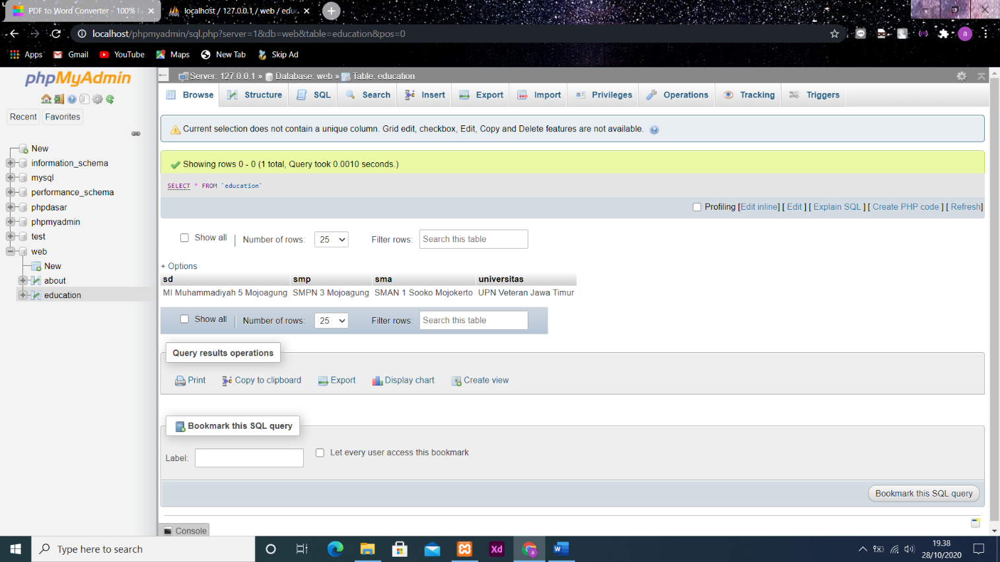 PDF to Word Converter - 100%
localhost / 127.0.0.1 / web / educ
localhost/phpmyadmin/sql.php?server=1&db=web&table=education&pos=0
a
Apps Gmail YouTube Maps New Tab Skip Ad
phpMyAdmin
Recent Favorites
New
information_schema
mysql
performance_schema
phpdasar
phpmyadmin
test
web
New
about
education
Server: 127.0.0.1 » Database: web » Table: education
Browse Structure SQL Search Insert Export Import Privileges Operations Tracking Triggers
Current selection does not contain a unique column. Grid edit, checkbox, Edit, Copy and Delete features are not available.
Showing rows 0 - 0 (1 total, Query took 0.0010 seconds.)
SELECT * FROM `education`
Profiling [Edit inline] [ Edit ] [ Explain SQL ] [ Create PHP code ] [ Refresh]
Show all | Number of rows: 25 Filter rows: Search this table
+ Options
sd smp sma universitas
MI Muhammadiyah 5 Mojoagung SMPN 3 Mojoagung SMAN 1 Sooko Mojokerto UPN Veteran Jawa Timur
Show all | Number of rows: 25 Filter rows: Search this table
Query results operations
Print Copy to clipboard Export Display chart Create view
Bookmark this SQL query
Label: Let every user access this bookmark
Bookmark this SQL query
Console
Type here to search
Xd
19.38
28/10/2020